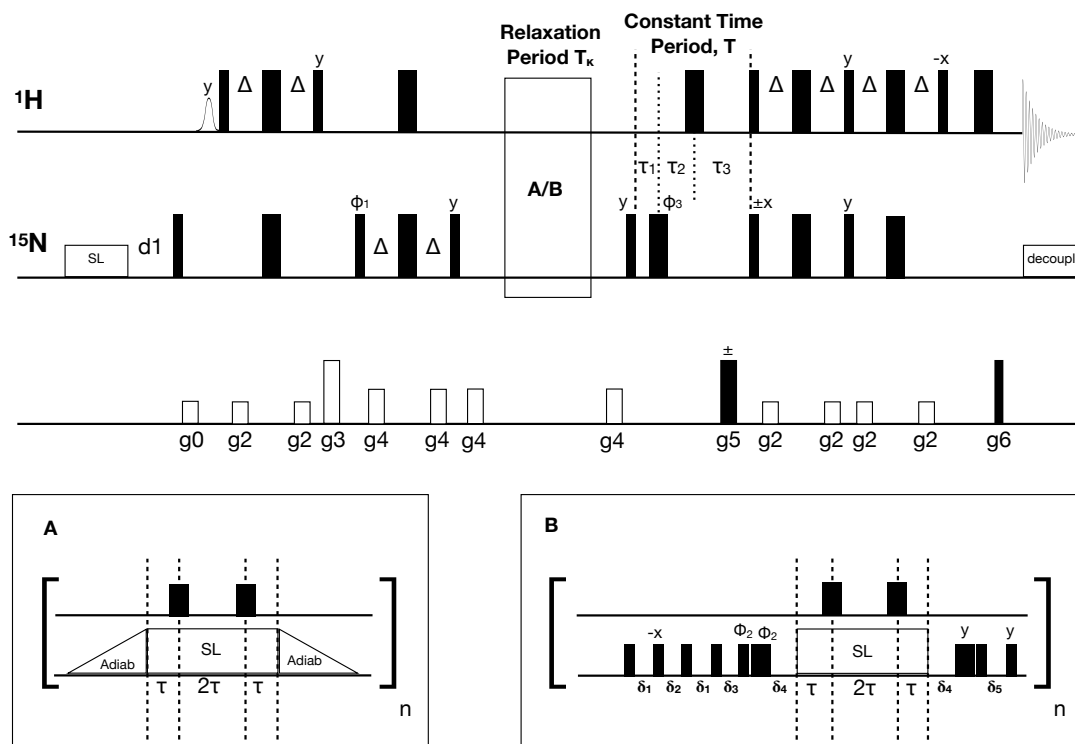 Relaxation
Period Tκ
Constant Time
Period, T
¹H
y
Δ
Δ
y
y
Δ
Δ
y
Δ
Δ
-x
A/B
τ₁
τ₂
τ₃
¹⁵N
SL
d1
ϕ₁
Δ
Δ
y
y
ϕ₃
±x
y
decoupl
±
g0
g2
g2
g3
g4
g4
g4
g4
g5
g2
g2
g2
g2
g6
A
Adiab
SL
Adiab
τ
2τ
τ
n
B
-x
Φ₂
Φ₂
SL
y
y
δ₁
δ₂
δ₁
δ₃
δ₄
τ
2τ
τ
δ₄
δ₅
n